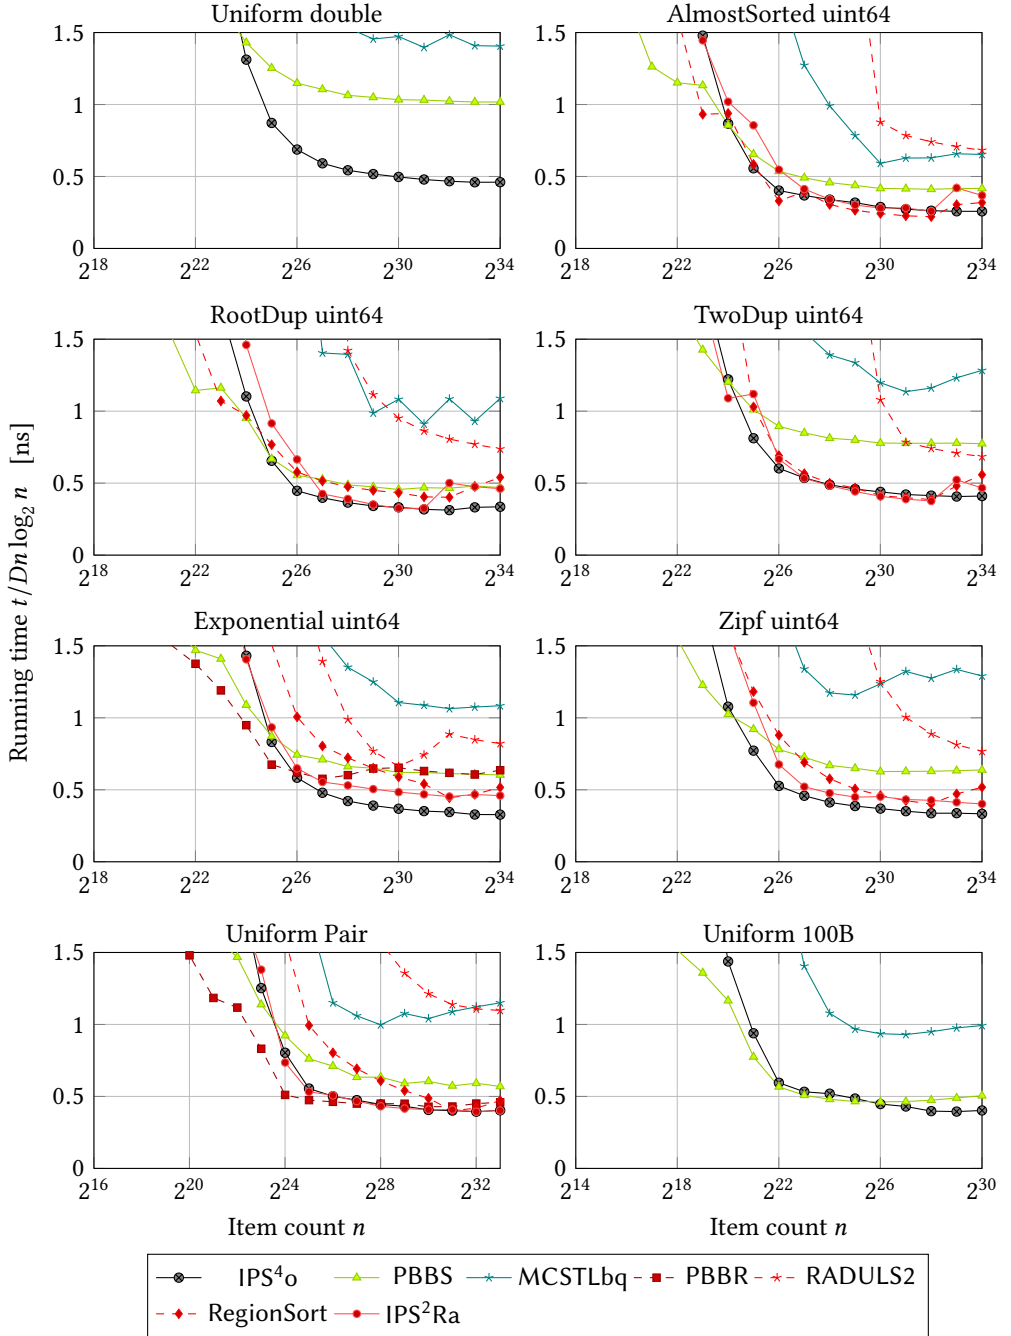 Uniform double
AlmostSorted uint64
1.5
1
0.5
0
2^18 2^22 2^26 2^30 2^34
1.5
1
0.5
0
2^18 2^22 2^26 2^30 2^34
RootDup uint64
TwoDup uint64
1.5
1
0.5
0
2^18 2^22 2^26 2^30 2^34
1.5
1
0.5
0
2^18 2^22 2^26 2^30 2^34
Running time t/Dn log₂ n [ns]
Exponential uint64
Zipf uint64
1.5
1
0.5
0
2^18 2^22 2^26 2^30 2^34
1.5
1
0.5
0
2^18 2^22 2^26 2^30 2^34
Uniform Pair
Uniform 100B
1.5
1
0.5
0
2^16 2^20 2^24 2^28 2^32
1.5
1
0.5
0
2^14 2^18 2^22 2^26 2^30
Item count n
Item count n
IPS⁴o PBBS MCSTLbq PBBR RADULS2
RegionSort IPS²Ra